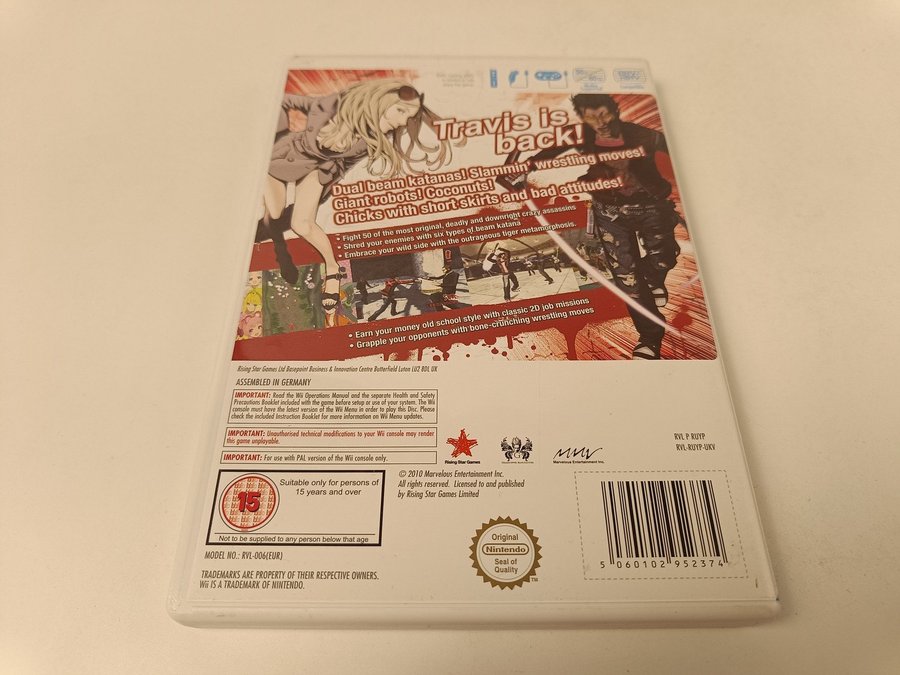 Travis is
back!
Dual beam katanas! Slammin' wrestling moves!
Giant robots! Coconuts!
Chicks with short skirts and bad attitudes!
• Fight 50 of the most original, deadly and downright crazy assassins
• Shred your enemies with six types of beam katana
• Embrace your wild side with the outrageous tiger metamorphosis.
• Earn your money old school style with classic 2D job missions
• Grapple your opponents with bone-crunching wrestling moves
Rising Star Games Ltd Basepoint Business & Innovation Centre Butterfield Luton LU2 8DL UK
ASSEMBLED IN GERMANY
IMPORTANT: Read the Wii Operations Manual and the separate Health and Safety
Precautions Booklet included with the game before setup or use of your system. The Wii
console must have the latest version of the Wii Menu in order to play this Disc. Please
check the included Instruction Booklet for more information on Wii Menu updates.
IMPORTANT: Unauthorised technical modifications to your Wii console may render
this game unplayable.
IMPORTANT: For use with PAL version of the Wii console only.
Rising Star Games
Marvelous Entertainment Inc.
RVL P RUYP
RVL-RUYP-UKV
15
Suitable only for persons of
15 years and over
Not to be supplied to any person below that age
© 2010 Marvelous Entertainment Inc.
All rights reserved. Licensed to and published
by Rising Star Games Limited
Original
Nintendo
Seal of
Quality
TM
5 060102 952374
MODEL NO.: RVL-006(EUR)
TRADEMARKS ARE PROPERTY OF THEIR RESPECTIVE OWNERS.
Wii IS A TRADEMARK OF NINTENDO.